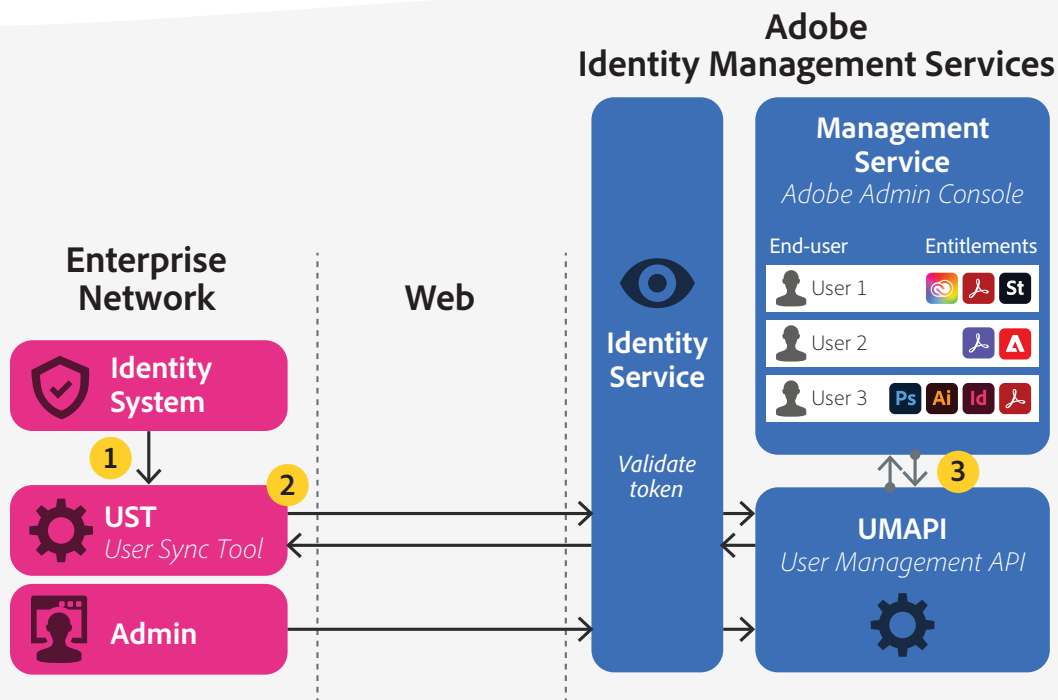 Adobe
Identity Management Services
Management
Service
Adobe Admin Console
End-user Entitlements
User 1 St
User 2
User 3 Ps Ai Id
Enterprise
Network
Web
Identity
System
1
2
UST
User Sync Tool
Admin
Identity
Service
Validate
token
3
UMAPI
User Management API